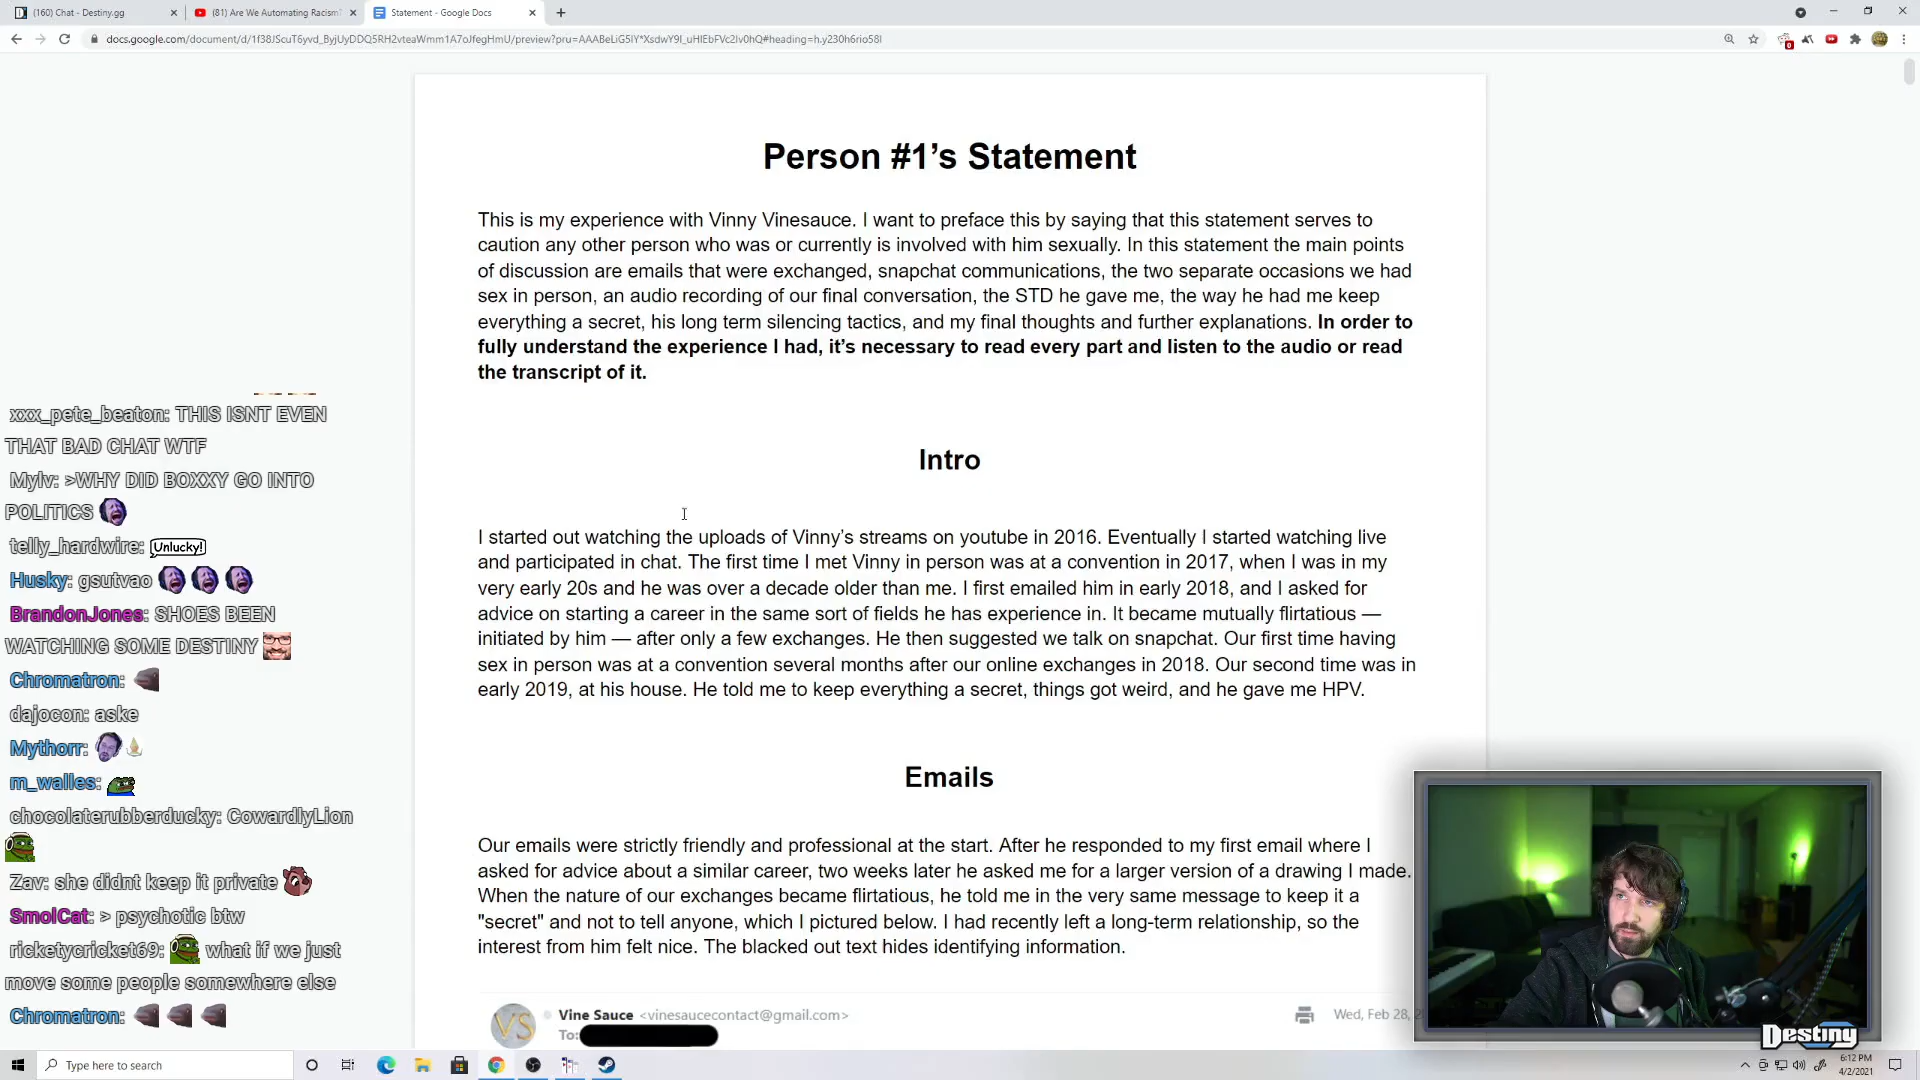 (160) Chat - Destiny.gg
(81) Are We Automating Racism?
Statement - Google Docs
docs.google.com/document/d/1f38JScuT6yvd_ByjUyDDQ5RH2vteaWmm1A7oJfegHmU/preview?pru=AAABeLiG5IY*XsdwY9I_uHIEbFVc2Iv0hQ#heading=h.y230h6rio58l
Person #1's Statement
This is my experience with Vinny Vinesauce. I want to preface this by saying that this statement serves to
caution any other person who was or currently is involved with him sexually. In this statement the main points
of discussion are emails that were exchanged, snapchat communications, the two separate occasions we had
sex in person, an audio recording of our final conversation, the STD he gave me, the way he had me keep
everything a secret, his long term silencing tactics, and my final thoughts and further explanations. In order to
fully understand the experience I had, it's necessary to read every part and listen to the audio or read
the transcript of it.
Intro
I started out watching the uploads of Vinny's streams on youtube in 2016. Eventually I started watching live
and participated in chat. The first time I met Vinny in person was at a convention in 2017, when I was in my
very early 20s and he was over a decade older than me. I first emailed him in early 2018, and I asked for
advice on starting a career in the same sort of fields he has experience in. It became mutually flirtatious —
initiated by him — after only a few exchanges. He then suggested we talk on snapchat. Our first time having
sex in person was at a convention several months after our online exchanges in 2018. Our second time was in
early 2019, at his house. He told me to keep everything a secret, things got weird, and he gave me HPV.
Emails
Our emails were strictly friendly and professional at the start. After he responded to my first email where I
asked for advice about a similar career, two weeks later he asked me for a larger version of a drawing I made.
When the nature of our exchanges became flirtatious, he told me in the very same message to keep it a
"secret" and not to tell anyone, which I pictured below. I had recently left a long-term relationship, so the
interest from him felt nice. The blacked out text hides identifying information.
VS
Vine Sauce <vinesaucecontact@gmail.com>
Wed, Feb 28, 2
To:
xxx_pete_beaton: THIS ISNT EVEN
THAT BAD CHAT WTF
Mylv: >WHY DID BOXXY GO INTO
POLITICS
telly_hardwire: Unlucky!
Husky: gsutvao
BrandonJones: SHOES BEEN
WATCHING SOME DESTINY
Chromatron:
dajocon: aske
Mythorr:
m_walles:
chocolaterubberducky: CowardlyLion
Zav: she didnt keep it private
SmolCat: > psychotic btw
ricketycricket69: what if we just
move some people somewhere else
Chromatron:
Destiny
Type here to search
6:12 PM
4/2/2021